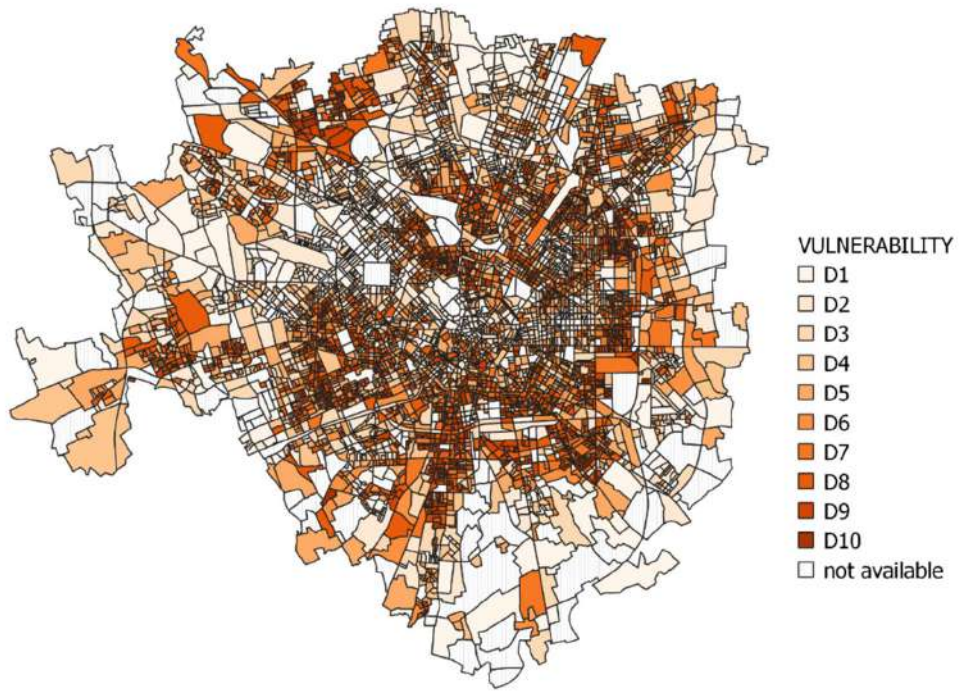 VULNERABILITY
D1
D2
D3
D4
D5
D6
D7
D8
D9
D10
not available